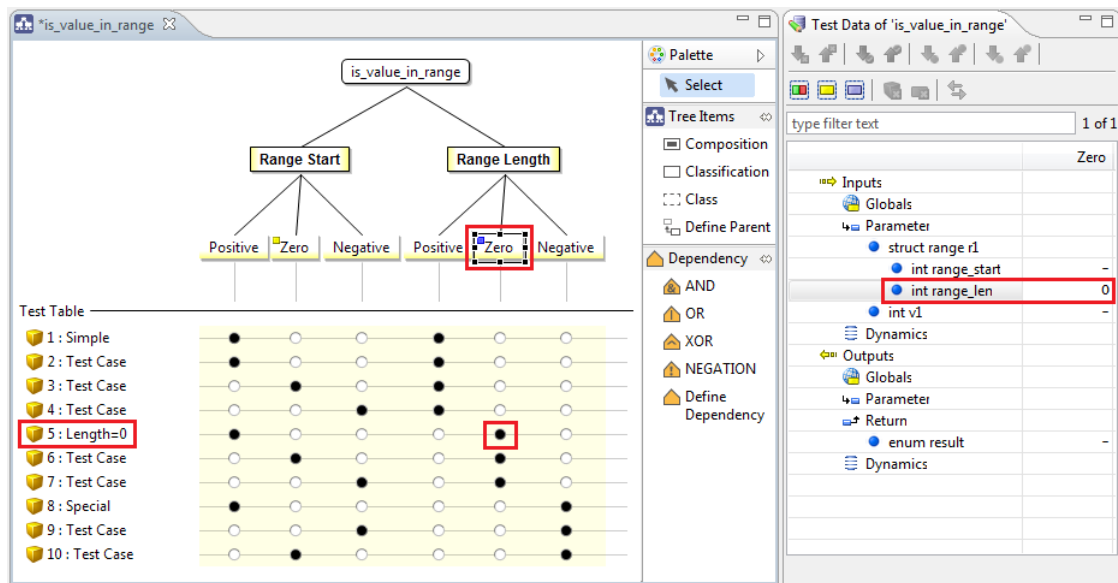 *is_value_in_range
is_value_in_range
Range Start
Range Length
Positive
Zero
Negative
Positive
Zero
Negative
Test Table
1 : Simple
2 : Test Case
3 : Test Case
4 : Test Case
5 : Length=0
6 : Test Case
7 : Test Case
8 : Special
9 : Test Case
10 : Test Case
Palette
Select
Tree Items
Composition
Classification
Class
Define Parent
Dependency
AND
OR
XOR
NEGATION
Define
Dependency
Test Data of 'is_value_in_range'
type filter text
1 of 1
Zero
Inputs
Globals
Parameter
struct range r1
int range_start -
int range_len 0
int v1 -
Dynamics
Outputs
Globals
Parameter
Return
enum result -
Dynamics